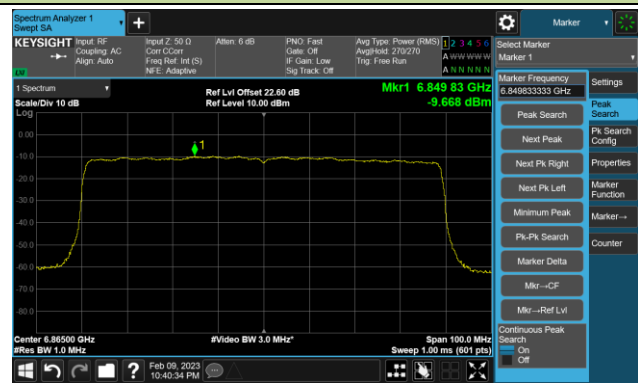 Spectrum Analyzer 1
Swept SA
Marker
KEYSIGHT
Input: RF
Coupling: AC
Align: Auto
Input Z: 50 Ω
Corr CCorr
Freq Ref: Int (S)
NFE: Adaptive
Atten: 6 dB
PNO: Fast
Gate: Off
IF Gain: Low
Sig Track: Off
Avg Type: Power (RMS)
Avg|Hold: 270/270
Trig: Free Run
1 2 3 4 5 6
A W W W W W
A N N N N N
Select Marker
Marker 1
1 Spectrum
Ref Lvl Offset 22.60 dB
Mkr1 6.849 83 GHz
Scale/Div 10 dB
Ref Level 10.00 dBm
-9.668 dBm
Log
0.00
-10.0
-20.0
-30.0
-40.0
-50.0
-60.0
-70.0
-80.0
1
Center 6.86500 GHz
#Video BW 3.0 MHz*
Span 100.0 MHz
#Res BW 1.0 MHz
Sweep 1.00 ms (601 pts)
Marker Frequency
6.849833333 GHz
Peak Search
Next Peak
Next Pk Right
Next Pk Left
Minimum Peak
Pk-Pk Search
Marker Delta
Mkr→CF
Mkr→Ref Lvl
Continuous Peak
Search
On
Off
Settings
Peak
Search
Pk Search
Config
Properties
Marker
Function
Marker→
Counter
?
Feb 09, 2023
10:40:34 PM